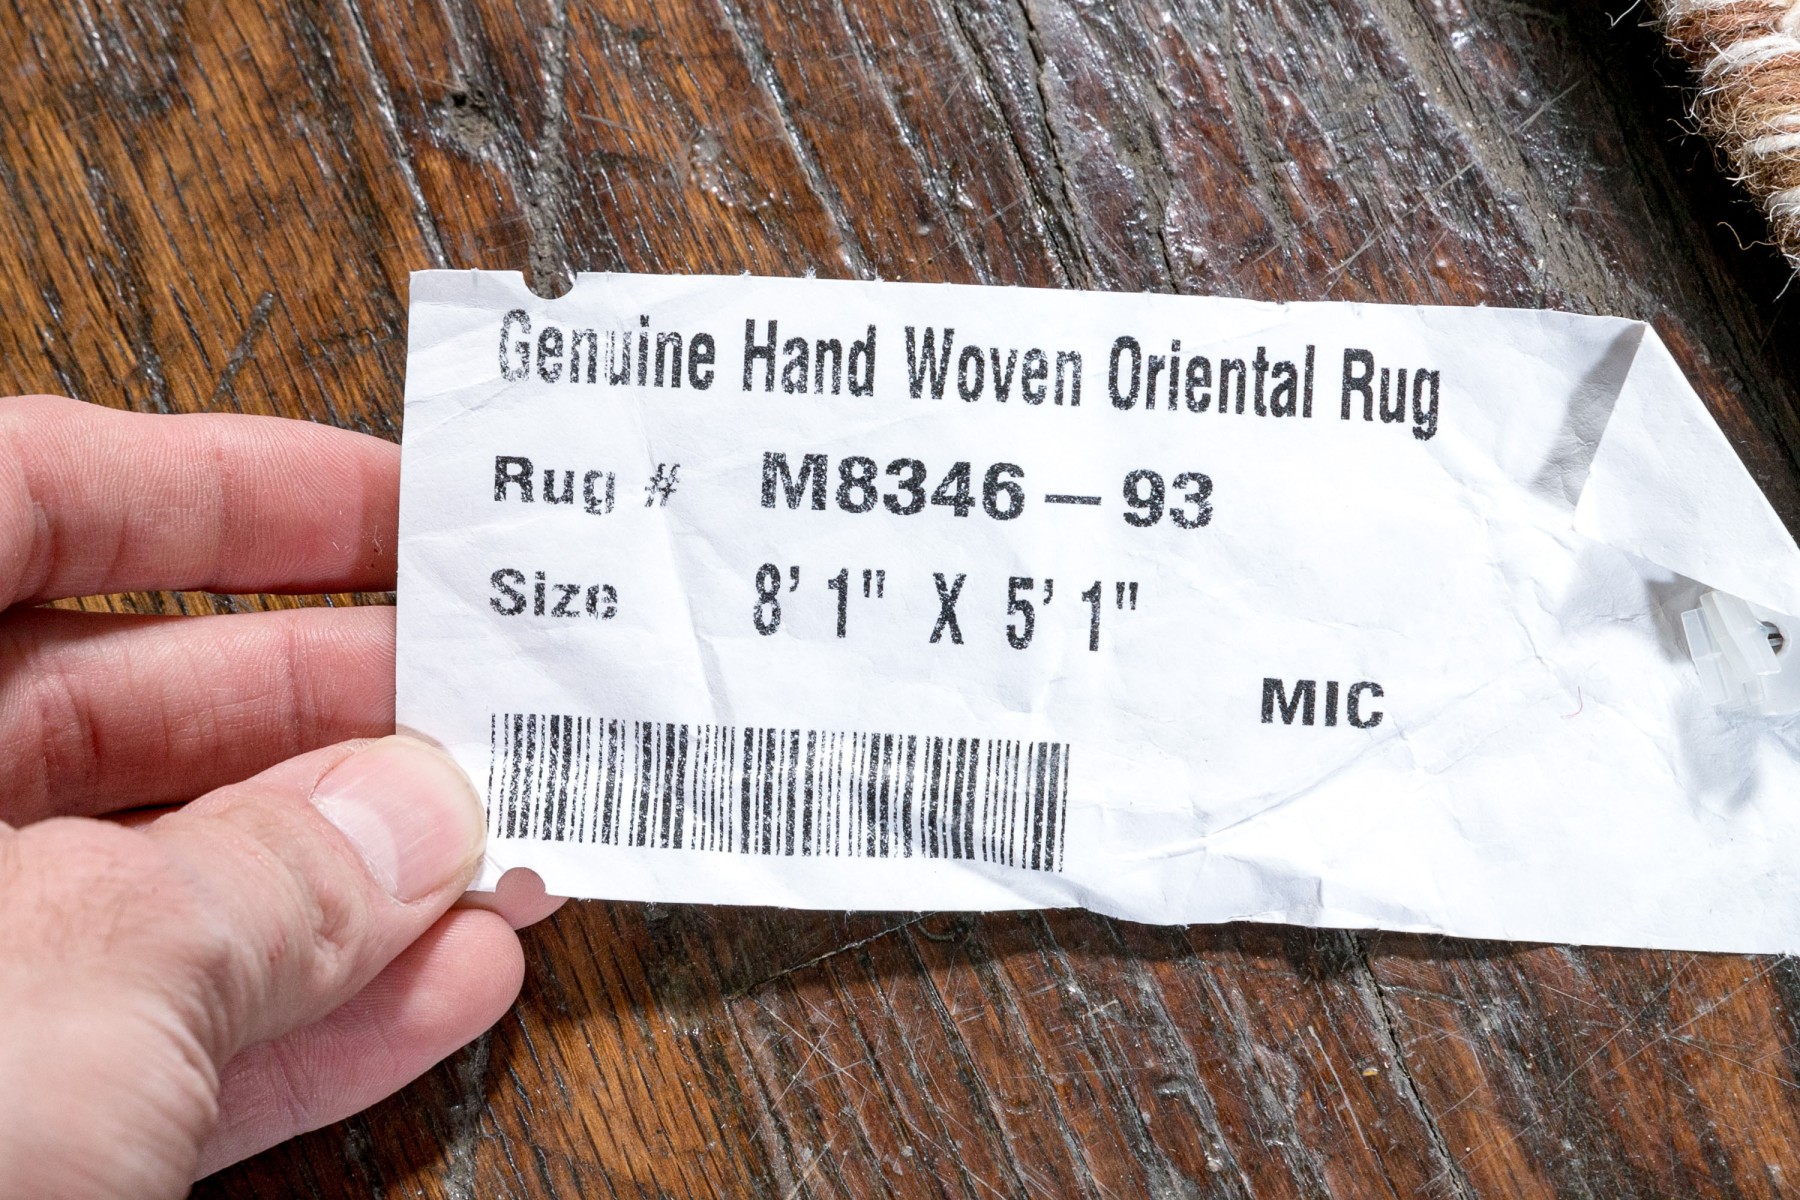 Genuine Hand Woven Oriental Rug
Rug # M8346-93
Size 8' 1" X 5' 1"
MIC